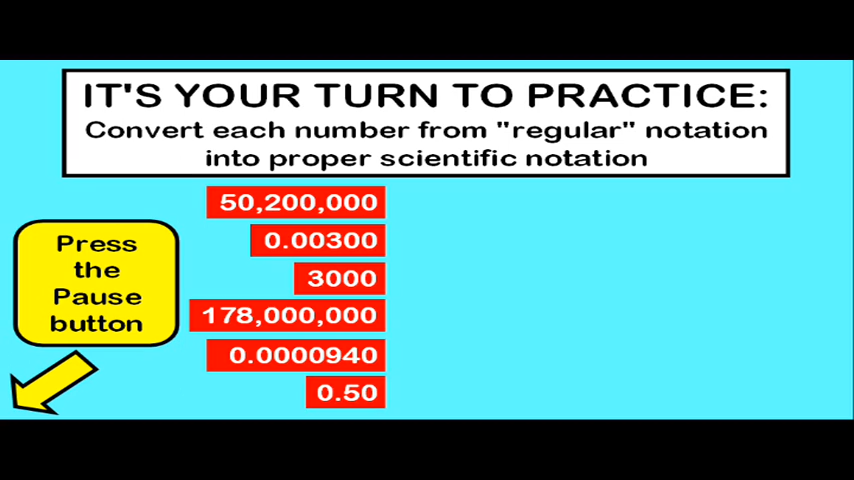 IT'S YOUR TURN TO PRACTICE:
Convert each number from "regular" notation
into proper scientific notation
Press
the
Pause
button
50,200,000
0.00300
3000
178,000,000
0.0000940
0.50